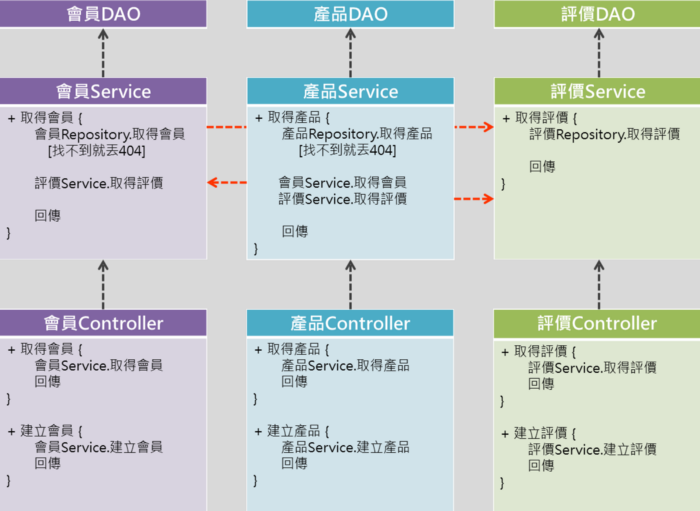 會員DAO
產品DAO
評價DAO
會員Service
+ 取得會員 {
會員Repository.取得會員
[找不到就丟404]
評價Service.取得評價
回傳
}
產品Service
+ 取得產品 {
產品Repository.取得產品
[找不到就丟404]
會員Service.取得會員
評價Service.取得評價
回傳
}
評價Service
+ 取得評價 {
評價Repository.取得評價
回傳
}
會員Controller
+ 取得會員 {
會員Service.取得會員
回傳
}
+ 建立會員 {
會員Service.建立會員
回傳
}
產品Controller
+ 取得產品 {
產品Service.取得產品
回傳
}
+ 建立產品 {
產品Service.建立產品
回傳
}
評價Controller
+ 取得評價 {
評價Service.取得評價
回傳
}
+ 建立評價 {
評價Service.建立評價
回傳
}